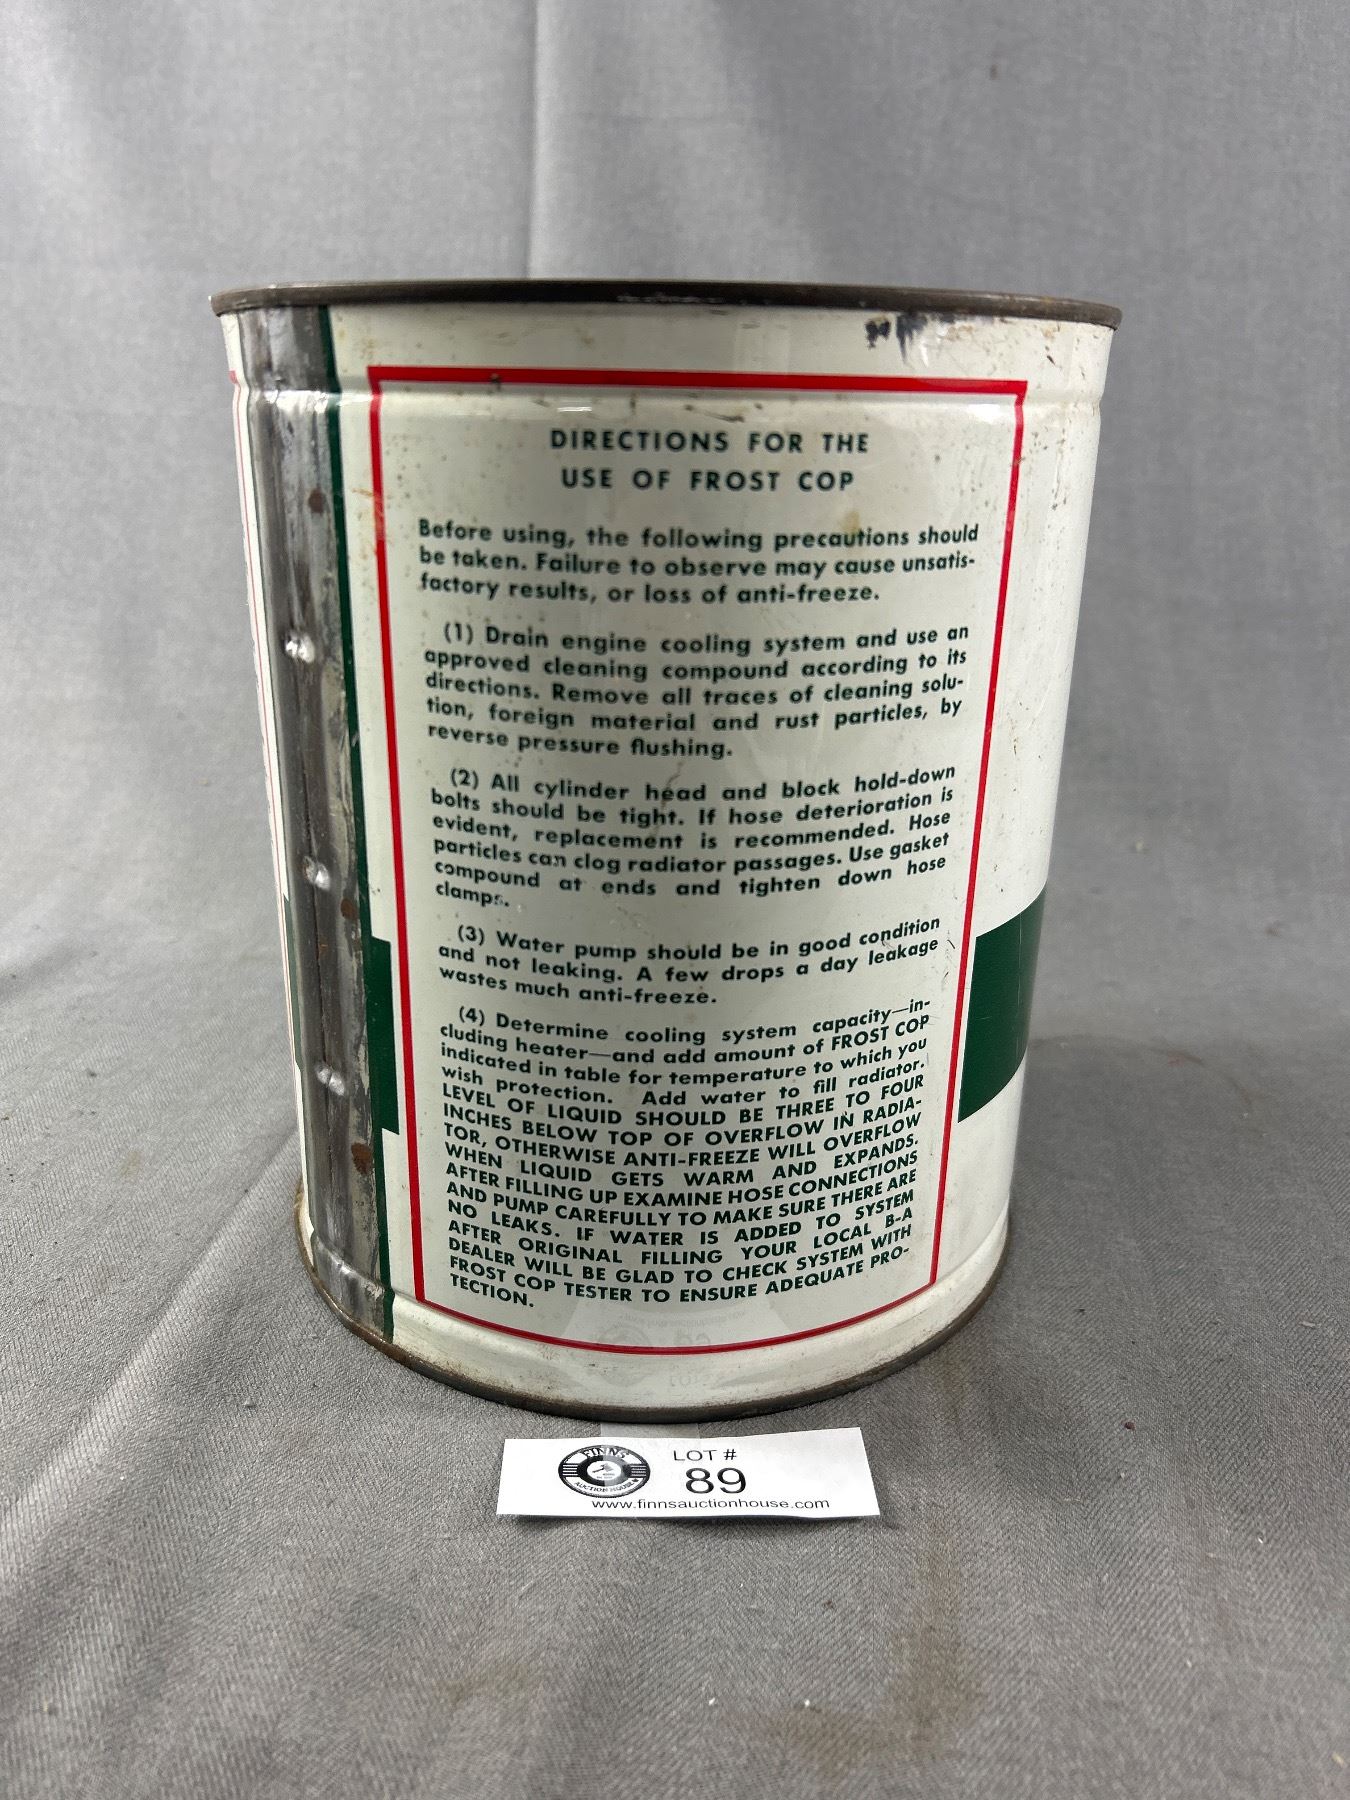 DIRECTIONS FOR THE
USE OF FROST COP
Before using, the following precautions should
be taken. Failure to observe may cause unsatis-
factory results, or loss of anti-freeze.
(1) Drain engine cooling system and use an
approved cleaning compound according to its
directions. Remove all traces of cleaning solu-
tion, foreign material and rust particles, by
reverse pressure flushing.
(2) All cylinder head and block hold-down
bolts should be tight. If hose deterioration is
evident, replacement is recommended. Hose
particles can clog radiator passages. Use gasket
compound at ends and tighten down hose
clamps.
(3) Water pump should be in good condition
and not leaking. A few drops a day leakage
wastes much anti-freeze.
(4) Determine cooling system capacity—in-
cluding heater—and add amount of FROST COP
indicated in table for temperature to which you
wish protection. Add water to fill radiator.
LEVEL OF LIQUID SHOULD BE THREE TO FOUR
INCHES BELOW TOP OF OVERFLOW IN RADIA-
TOR, OTHERWISE ANTI-FREEZE WILL OVERFLOW
WHEN LIQUID GETS WARM AND EXPANDS.
AFTER FILLING UP EXAMINE HOSE CONNECTIONS
AND PUMP CAREFULLY TO MAKE SURE THERE ARE
NO LEAKS. IF WATER IS ADDED TO SYSTEM
AFTER ORIGINAL FILLING YOUR LOCAL B-A
DEALER WILL BE GLAD TO CHECK SYSTEM WITH
FROST COP TESTER TO ENSURE ADEQUATE PRO-
TECTION.
FINNS
AUCTION HOUSE
LOT #
89
www.finnsauctionhouse.com